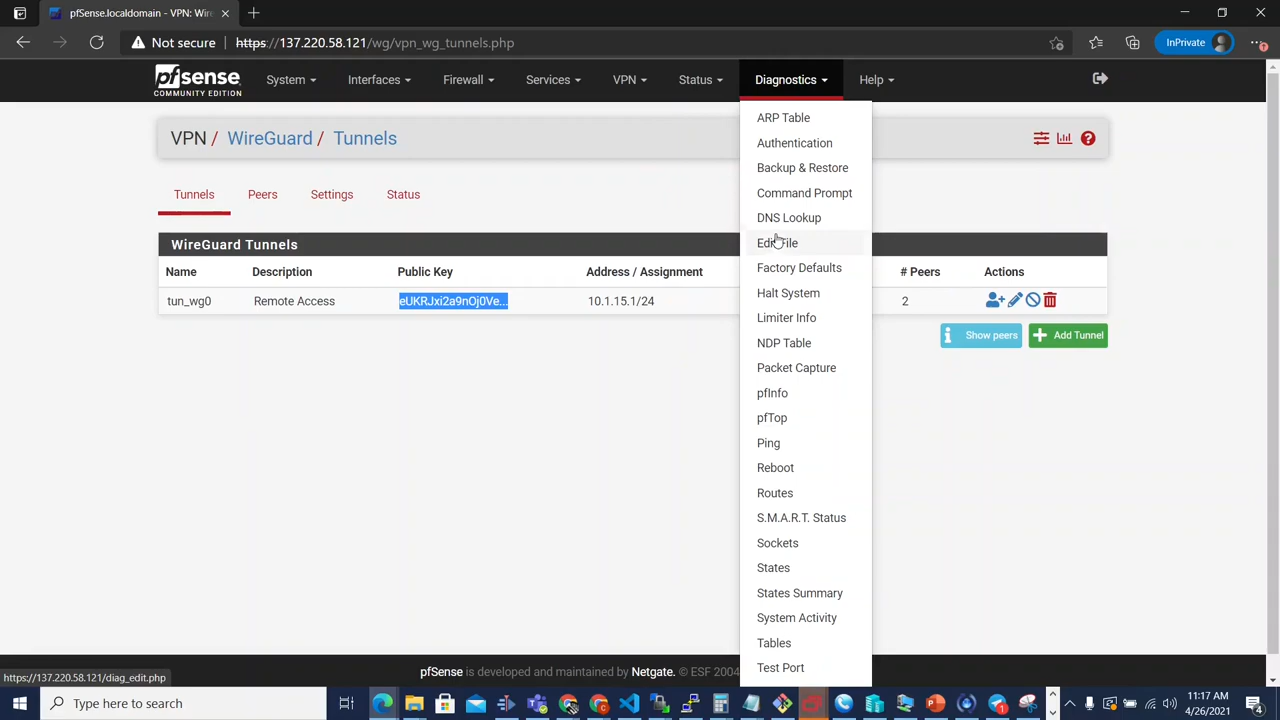 pfSense.localdomain - VPN: Wire
Not secure
https://137.220.58.121/wg/vpn_wg_tunnels.php
InPrivate
pfsense
COMMUNITY EDITION
System
Interfaces
Firewall
Services
VPN
Status
Diagnostics
Help
VPN / WireGuard / Tunnels
Tunnels
Peers
Settings
Status
WireGuard Tunnels
Name
Description
Public Key
Address / Assignment
# Peers
Actions
tun_wg0
Remote Access
eUKRJxi2a9nOj0Ve...
10.1.15.1/24
2
Show peers
Add Tunnel
ARP Table
Authentication
Backup & Restore
Command Prompt
DNS Lookup
Edit File
Factory Defaults
Halt System
Limiter Info
NDP Table
Packet Capture
pfInfo
pfTop
Ping
Reboot
Routes
S.M.A.R.T. Status
Sockets
States
States Summary
System Activity
Tables
Test Port
pfSense is developed and maintained by Netgate. © ESF 2004
https://137.220.58.121/diag_edit.php
Type here to search
11:17 AM
4/26/2021